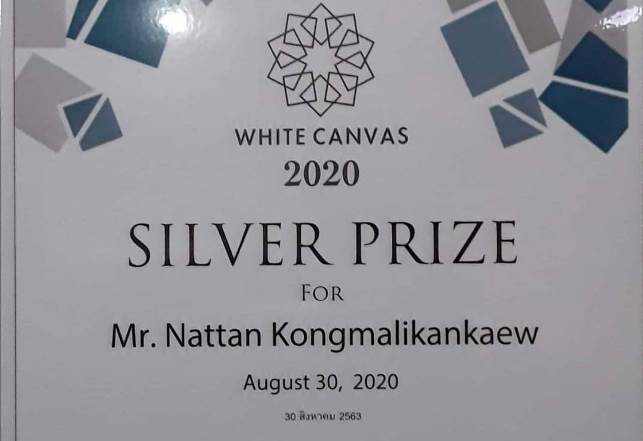 WHITE CANVAS
2020
SILVER PRIZE
FOR
Mr. Nattan Kongmalikankaew
August 30, 2020
30 สิงหาคม 2563